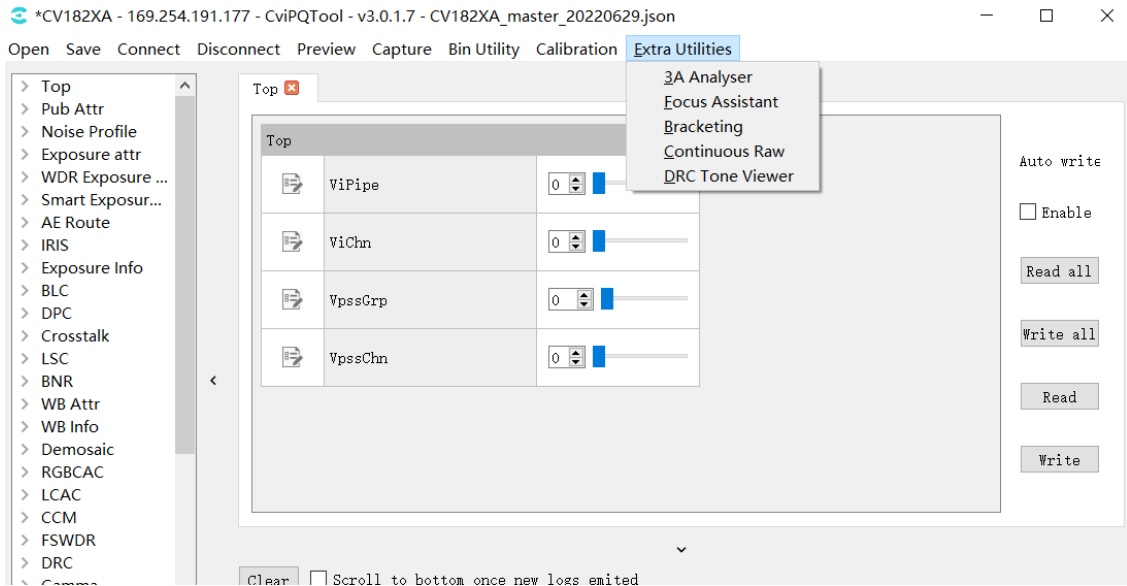 *CV182XA - 169.254.191.177 - CviPQTool - v3.0.1.7 - CV182XA_master_20220629.json
Open Save Connect Disconnect Preview Capture Bin Utility Calibration Extra Utilities
3A Analyser
Focus Assistant
Bracketing
Continuous Raw
DRC Tone Viewer
Top
Pub Attr
Noise Profile
Exposure attr
WDR Exposure ...
Smart Exposur...
AE Route
IRIS
Exposure Info
BLC
DPC
Crosstalk
LSC
BNR
WB Attr
WB Info
Demosaic
RGBCAC
LCAC
CCM
FSWDR
DRC
Gamma
Top
Top
ViPipe 0
ViChn 0
VpssGrp 0
VpssChn 0
Auto write
Enable
Read all
Write all
Read
Write
Clear Scroll to bottom once new logs emited